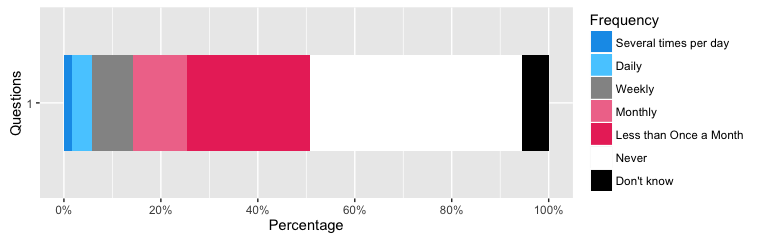 Frequency
Several times per day
Daily
Weekly
Monthly
Less than Once a Month
Never
Don't know
Questions
1
0%
20%
40%
60%
80%
100%
Percentage